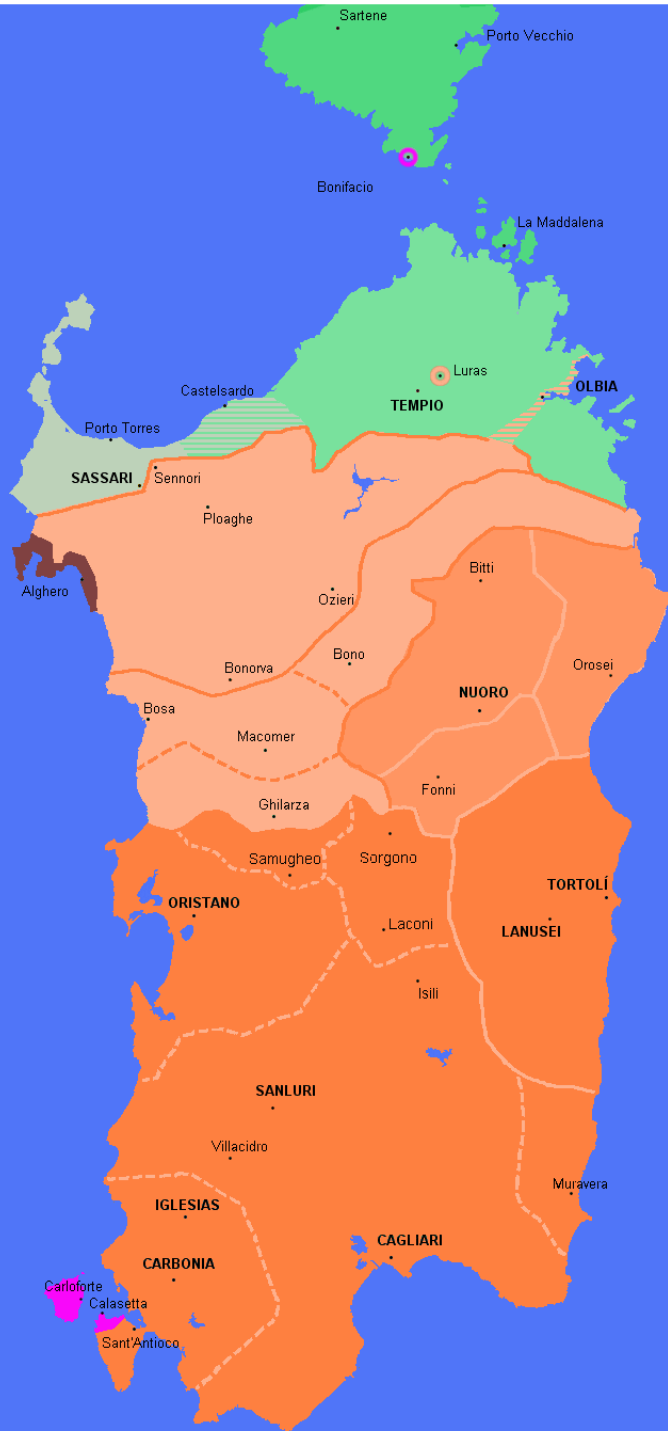 Sartene
Porto Vecchio
Bonifacio
La Maddalena
Luras
OLBIA
Castelsardo
TEMPIO
Porto Torres
SASSARI
Sennori
Ploaghe
Bitti
Alghero
Ozieri
Bono
Orosei
Bonorva
NUORO
Bosa
Macomer
Fonni
Ghilarza
Samugheo
Sorgono
TORTOLÍ
ORISTANO
Laconi
LANUSEI
Isili
SANLURI
Villacidro
Muravera
IGLESIAS
CAGLIARI
CARBONIA
Carloforte
Calasetta
Sant'Antioco